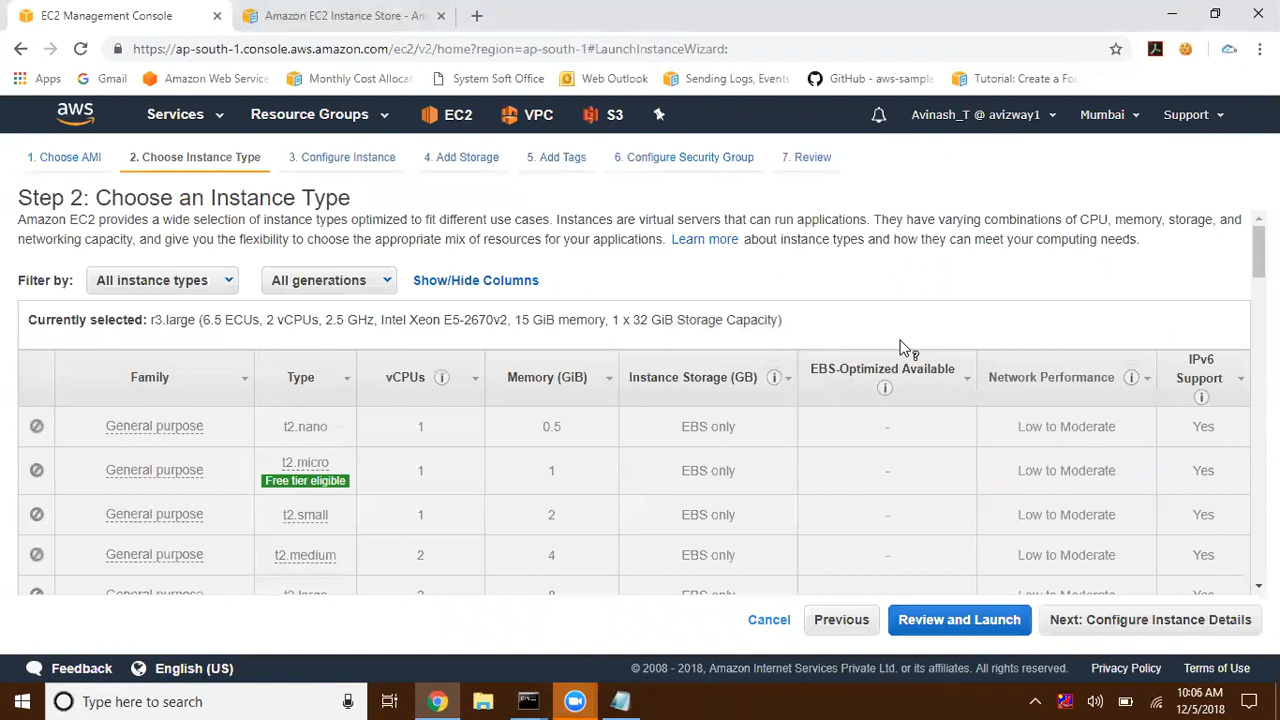 EC2 Management Console
Amazon EC2 Instance Store - Am
https://ap-south-1.console.aws.amazon.com/ec2/v2/home?region=ap-south-1#LaunchInstanceWizard:
Apps Gmail Amazon Web Service Monthly Cost Allocat System Soft Office Web Outlook Sending Logs, Events GitHub - aws-sample Tutorial: Create a Fou
aws Services Resource Groups EC2 VPC S3 Avinash_T @ avizway1 Mumbai Support
1. Choose AMI 2. Choose Instance Type 3. Configure Instance 4. Add Storage 5. Add Tags 6. Configure Security Group 7. Review
Step 2: Choose an Instance Type
Amazon EC2 provides a wide selection of instance types optimized to fit different use cases. Instances are virtual servers that can run applications. They have varying combinations of CPU, memory, storage, and
networking capacity, and give you the flexibility to choose the appropriate mix of resources for your applications. Learn more about instance types and how they can meet your computing needs.
Filter by: All instance types All generations Show/Hide Columns
Currently selected: r3.large (6.5 ECUs, 2 vCPUs, 2.5 GHz, Intel Xeon E5-2670v2, 15 GiB memory, 1 x 32 GiB Storage Capacity)
Family Type vCPUs Memory (GiB) Instance Storage (GB) EBS-Optimized Available Network Performance IPv6 Support
General purpose t2.nano 1 0.5 EBS only - Low to Moderate Yes
General purpose t2.micro 1 1 EBS only - Low to Moderate Yes
Free tier eligible
General purpose t2.small 1 2 EBS only - Low to Moderate Yes
General purpose t2.medium 2 4 EBS only - Low to Moderate Yes
General purpose t2.large 2 8 EBS only - Low to Moderate Yes
Cancel Previous Review and Launch Next: Configure Instance Details
Feedback English (US) © 2008 - 2018, Amazon Internet Services Private Ltd. or its affiliates. All rights reserved. Privacy Policy Terms of Use
Type here to search
10:06 AM
12/5/2018